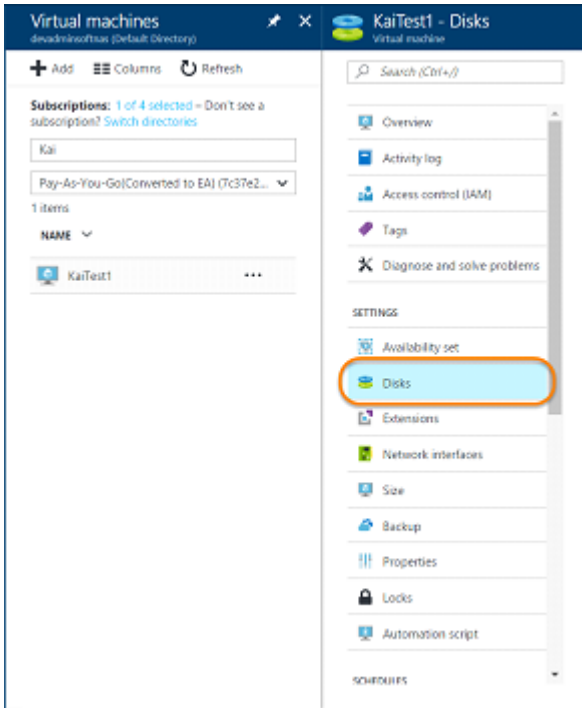 Virtual machines
devadminsoftnas (Default Directory)
Add Columns Refresh
Subscriptions: 1 of 4 selected – Don't see a
subscription? Switch directories
Kai
Pay-As-You-Go(Converted to EA) (7c37e2...
1 items
NAME
KaiTest1
KaiTest1 - Disks
Virtual machine
Search (Ctrl+/)
Overview
Activity log
Access control (IAM)
Tags
Diagnose and solve problems
SETTINGS
Availability set
Disks
Extensions
Network interfaces
Size
Backup
Properties
Locks
Automation script
SCHEDULES